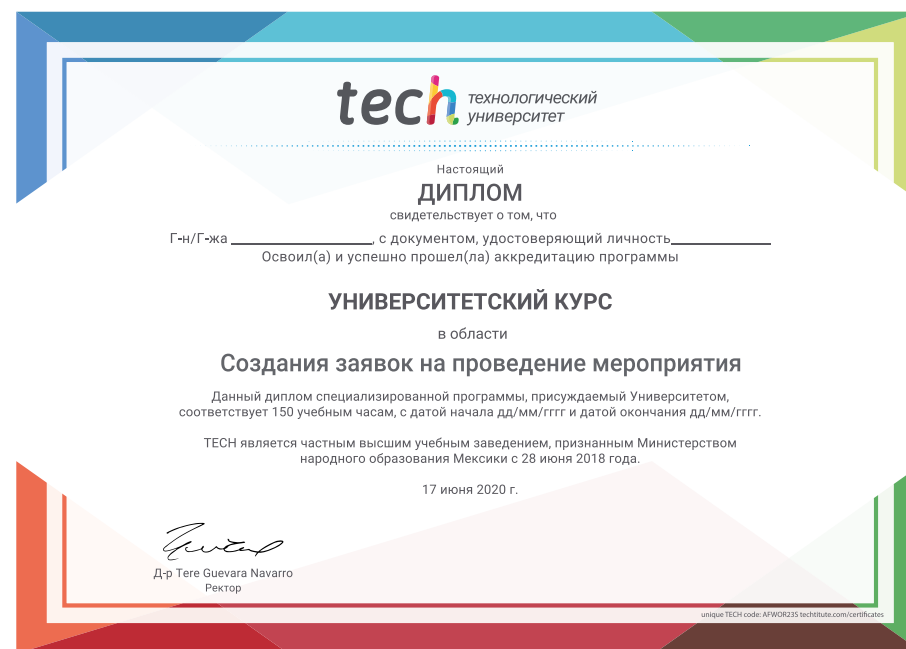 tech технологический
университет
Настоящий
ДИПЛОМ
свидетельствует о том, что
Г-н/Г-жа ____________________, с документом, удостоверяющий личность______________
Освоил(а) и успешно прошел(ла) аккредитацию программы
УНИВЕРСИТЕТСКИЙ КУРС
в области
Создания заявок на проведение мероприятия
Данный диплом специализированной программы, присуждаемый Университетом,
соответствует 150 учебным часам, с датой начала дд/мм/гггг и датой окончания дд/мм/гггг.
TECH является частным высшим учебным заведением, признанным Министерством
народного образования Мексики с 28 июня 2018 года.
17 июня 2020 г.
Д-р Tere Guevara Navarro
Ректор
unique TECH code: AFWOR23S techtitute.com/certificates